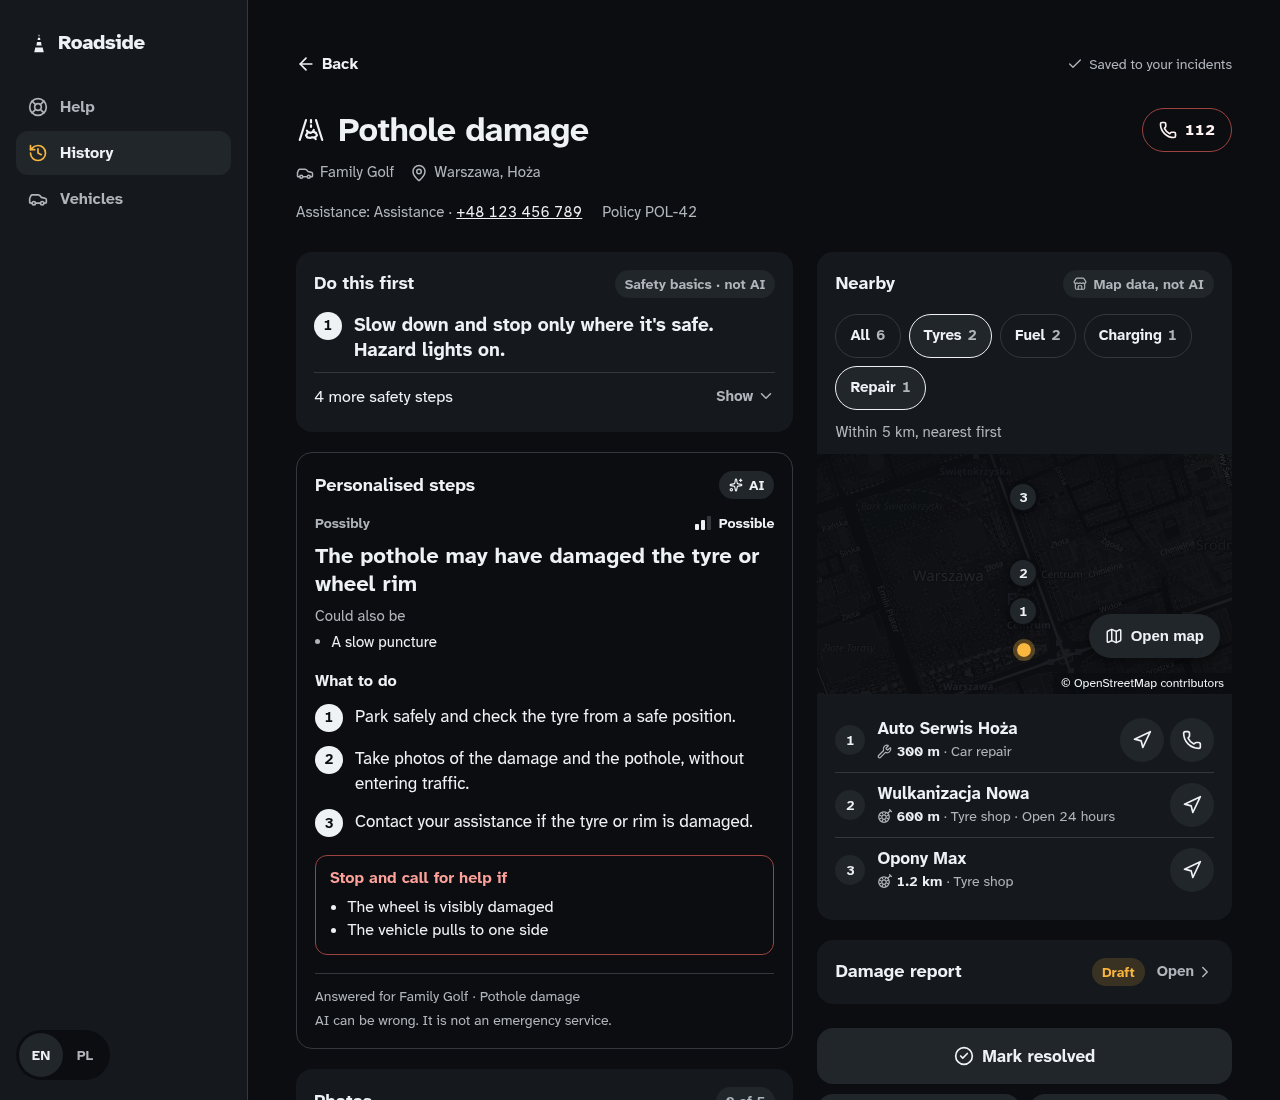 Roadside
Help
History
Vehicles
EN PL
Back
Saved to your incidents
Pothole damage
112
Family Golf Warszawa, Hoża
Assistance: Assistance · +48 123 456 789 Policy POL-42
Do this first
Safety basics · not AI
1 Slow down and stop only where it's safe.
Hazard lights on.
4 more safety steps
Show
Personalised steps
AI
Possibly
Possible
The pothole may have damaged the tyre or
wheel rim
Could also be
• A slow puncture
What to do
1 Park safely and check the tyre from a safe position.
2 Take photos of the damage and the pothole, without
entering traffic.
3 Contact your assistance if the tyre or rim is damaged.
Stop and call for help if
• The wheel is visibly damaged
• The vehicle pulls to one side
Answered for Family Golf · Pothole damage
AI can be wrong. It is not an emergency service.
Photos
Nearby
Map data, not AI
All 6 Tyres 2 Fuel 2 Charging 1
Repair 1
Within 5 km, nearest first
Świętokrzyska
3
2
Warszawa
Centrum
1
Open map
© OpenStreetMap contributors
1 Auto Serwis Hoża
300 m · Car repair
2 Wulkanizacja Nowa
600 m · Tyre shop · Open 24 hours
3 Opony Max
1.2 km · Tyre shop
Damage report
Draft
Open
Mark resolved